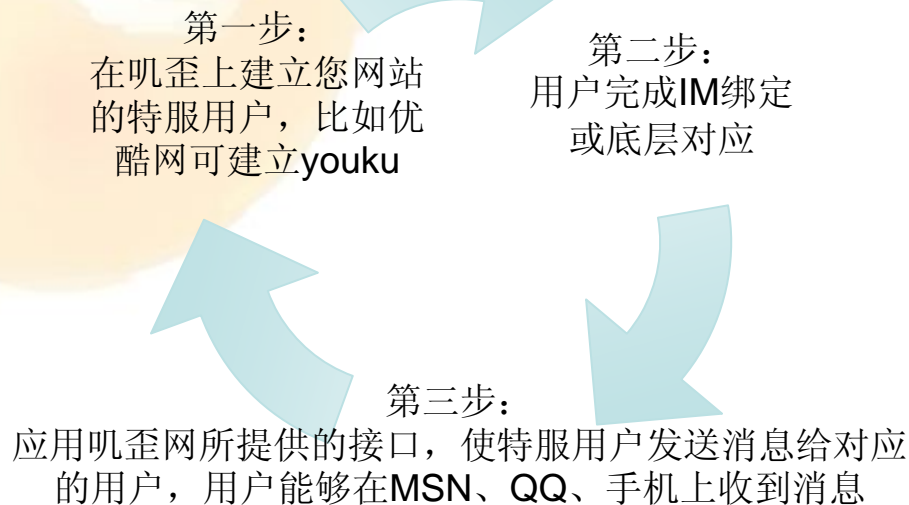 第一步：
在叽歪上建立您网站
的特服用户，比如优
酷网可建立youku
第二步：
用户完成IM绑定
或底层对应
第三步：
应用叽歪网所提供的接口，使特服用户发送消息给对应
的用户，用户能够在MSN、QQ、手机上收到消息